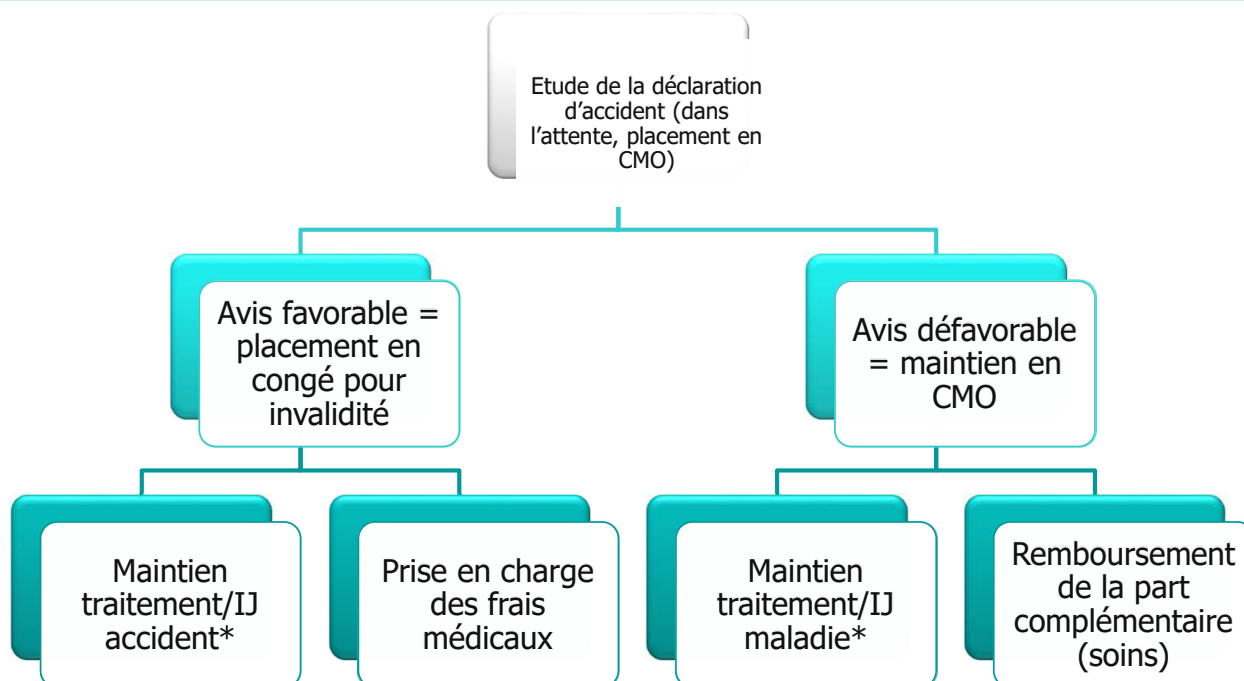 Etude de la déclaration
d'accident (dans
l'attente, placement en
CMO)
Avis favorable =
placement en
congé pour
invalidité
Avis défavorable
= maintien en
CMO
Maintien
traitement/IJ
accident*
Prise en charge
des frais
médicaux
Maintien
traitement/IJ
maladie*
Remboursement
de la part
complémentaire
(soins)